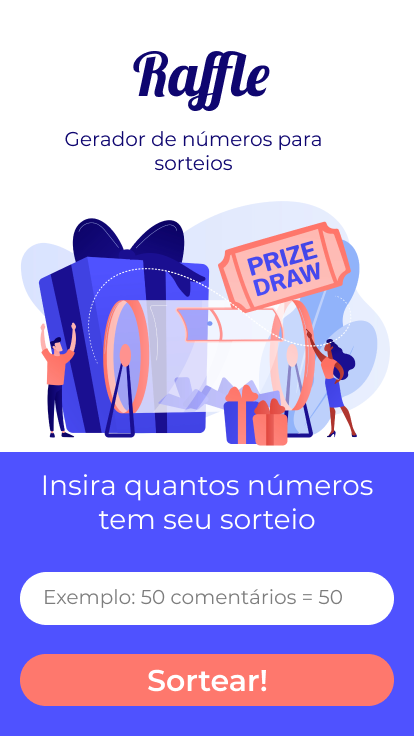 Raffle
Gerador de números para
sorteios
PRIZE
DRAW
Insira quantos números
tem seu sorteio
Exemplo: 50 comentários = 50
Sortear!